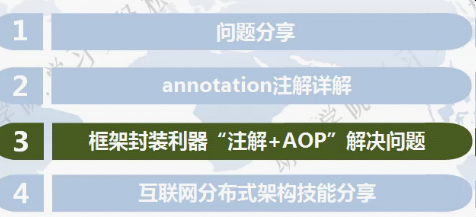 1 问题分享
2 annotation注解详解
3 框架封装利器“注解+AOP”解决问题
4 互联网分布式架构技能分享